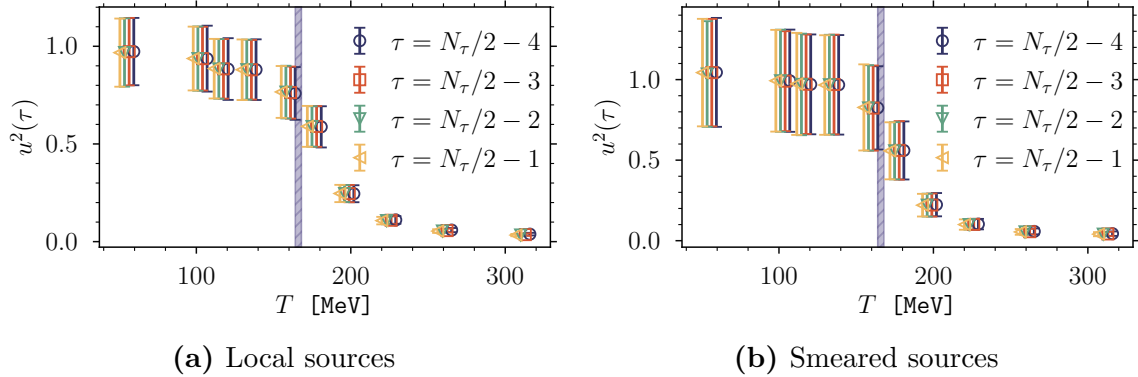 1.0
0.5
0.0
u²(τ)
τ = N_τ/2 − 4
τ = N_τ/2 − 3
τ = N_τ/2 − 2
τ = N_τ/2 − 1
100
200
300
T [MeV]
(a) Local sources
1.0
0.5
0.0
u²(τ)
τ = N_τ/2 − 4
τ = N_τ/2 − 3
τ = N_τ/2 − 2
τ = N_τ/2 − 1
100
200
300
T [MeV]
(b) Smeared sources